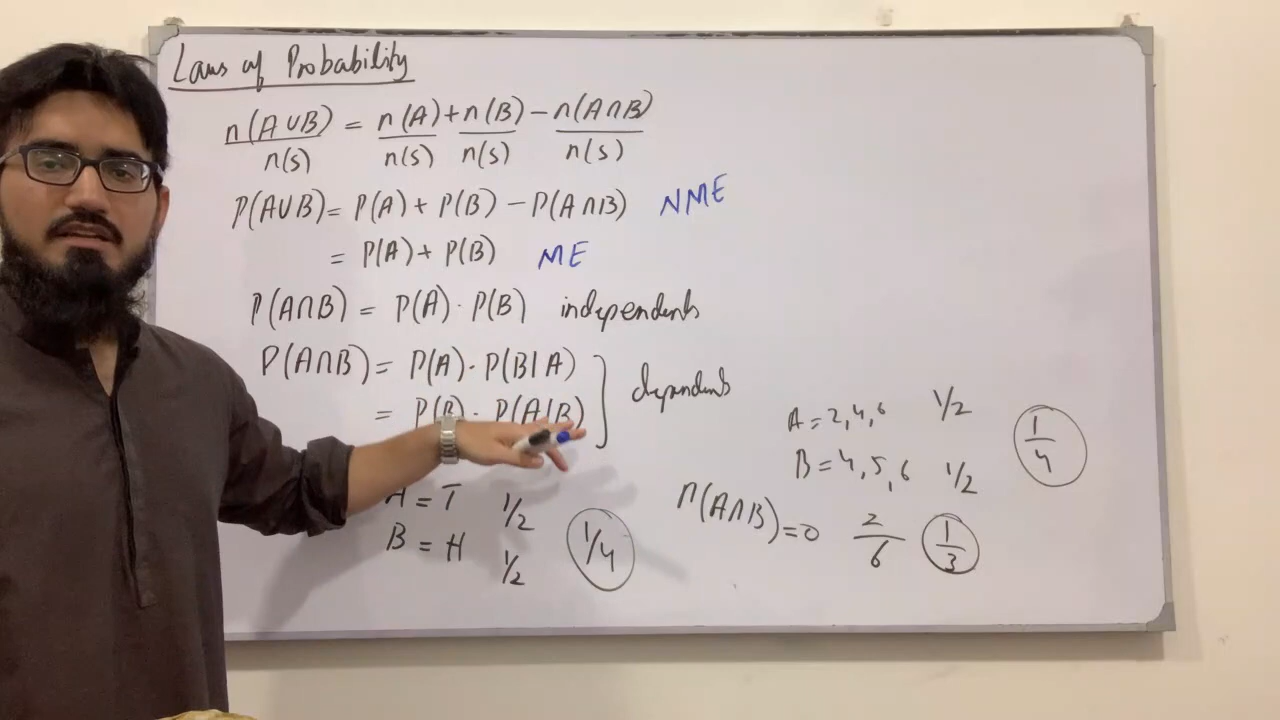 Laws of Probability
n(A∪B)/n(s) = n(A)/n(s) + n(B)/n(s) − n(A∩B)/n(s)
P(A∪B) = P(A) + P(B) − P(A∩B) NME
= P(A) + P(B) ME
P(A∩B) = P(A) · P(B) independents
P(A∩B) = P(A) · P(B|A)
= P(B) · P(A|B)
dependents
A = T 1/2
B = H 1/2
1/4
A = 2,4,6 1/2
B = 4,5,6 1/2
1/4
n(A∩B) = 0 2/6 1/3